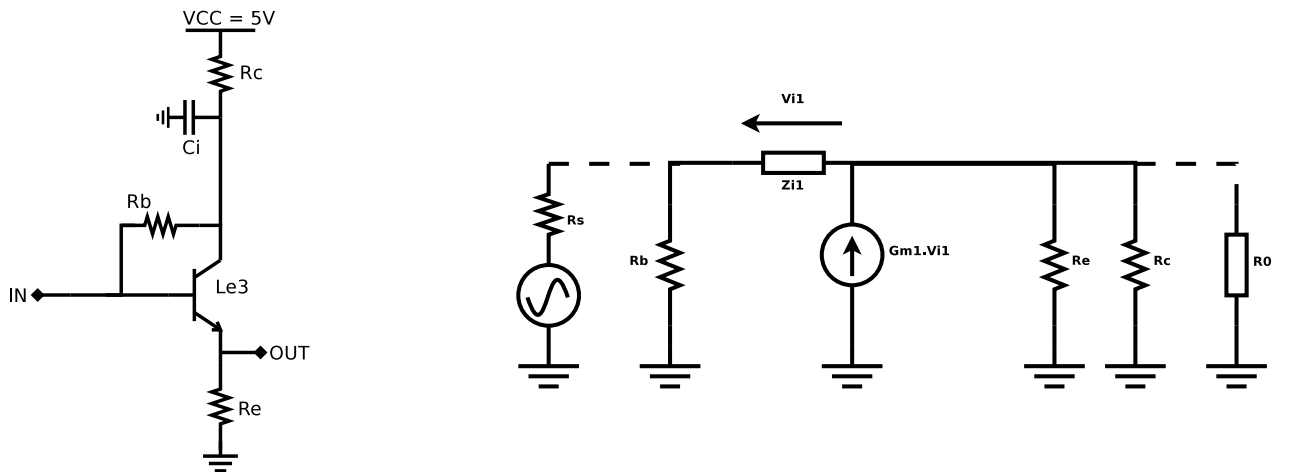 VCC = 5V
Rc
Ci
Rb
Le3
IN
OUT
Re
Vi1
Zi1
Rs
Rb
Gm1.Vi1
Re
Rc
R0